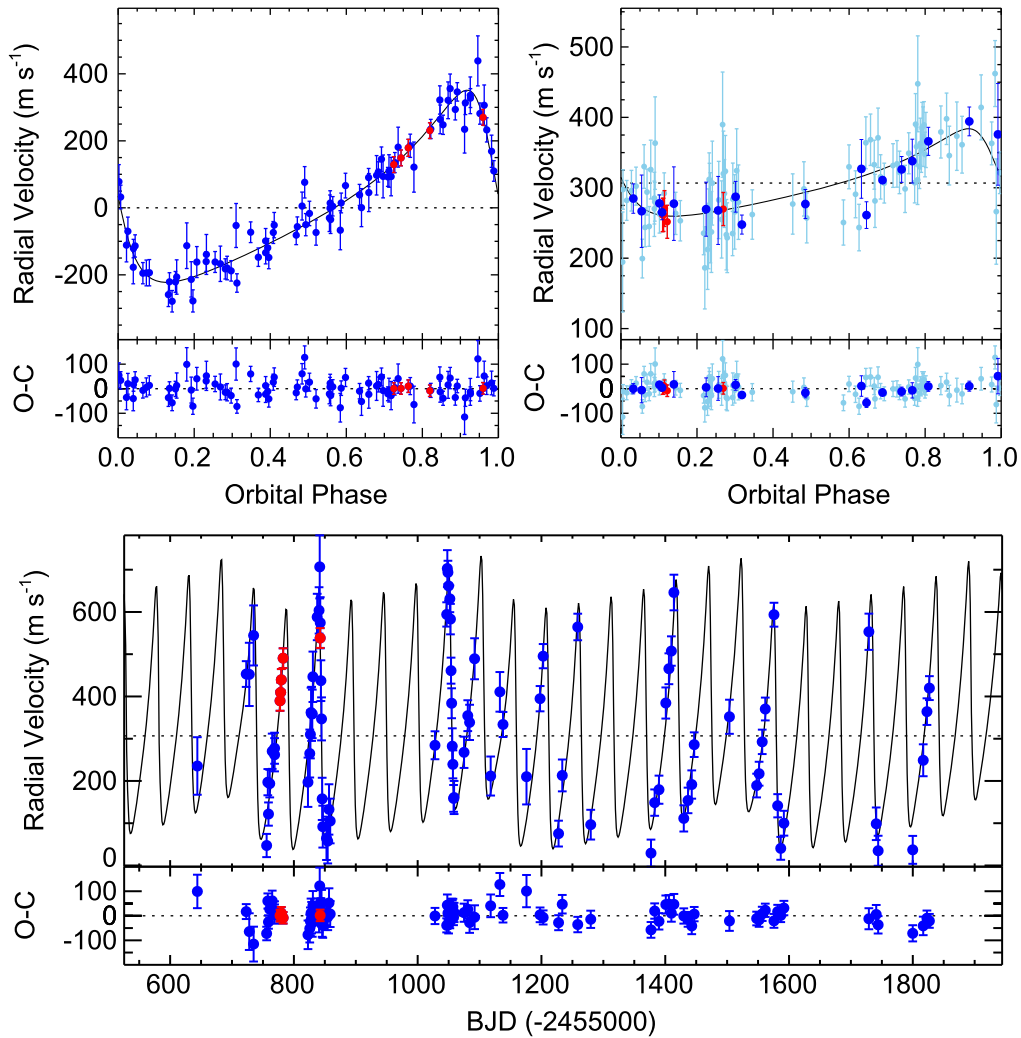 Radial Velocity (m s⁻¹)
400
200
0
-200
O-C
100
0
-100
0.0 0.2 0.4 0.6 0.8 1.0
Orbital Phase
Radial Velocity (m s⁻¹)
500
400
300
200
100
O-C
100
0
-100
0.0 0.2 0.4 0.6 0.8 1.0
Orbital Phase
Radial Velocity (m s⁻¹)
600
400
200
0
O-C
100
0
-100
600 800 1000 1200 1400 1600 1800
BJD (-2455000)